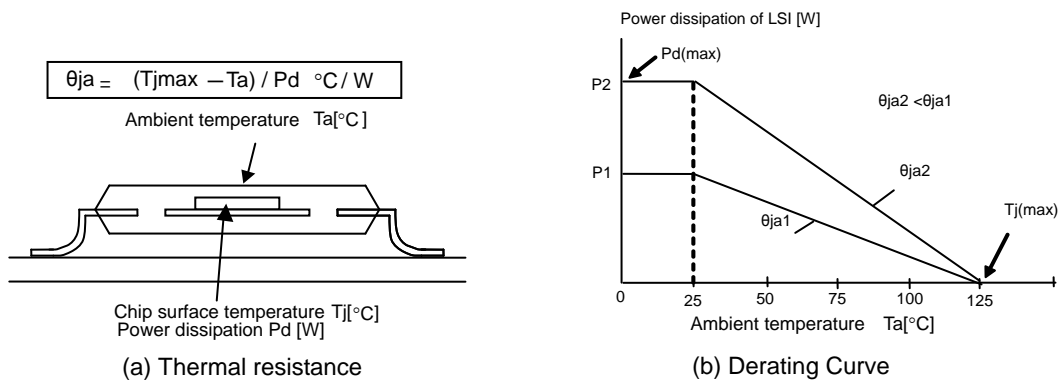 θja = (Tjmax －Ta) / Pd °C / W
Ambient temperature Ta[°C ]
Chip surface temperature Tj[°C]
Power dissipation Pd [W]
(a) Thermal resistance
Power dissipation of LSI [W]
Pd(max)
P2
θja2 <θja1
P1
θja2
θja1
Tj(max)
0 25 50 75 100 125
Ambient temperature Ta[°C]
(b) Derating Curve